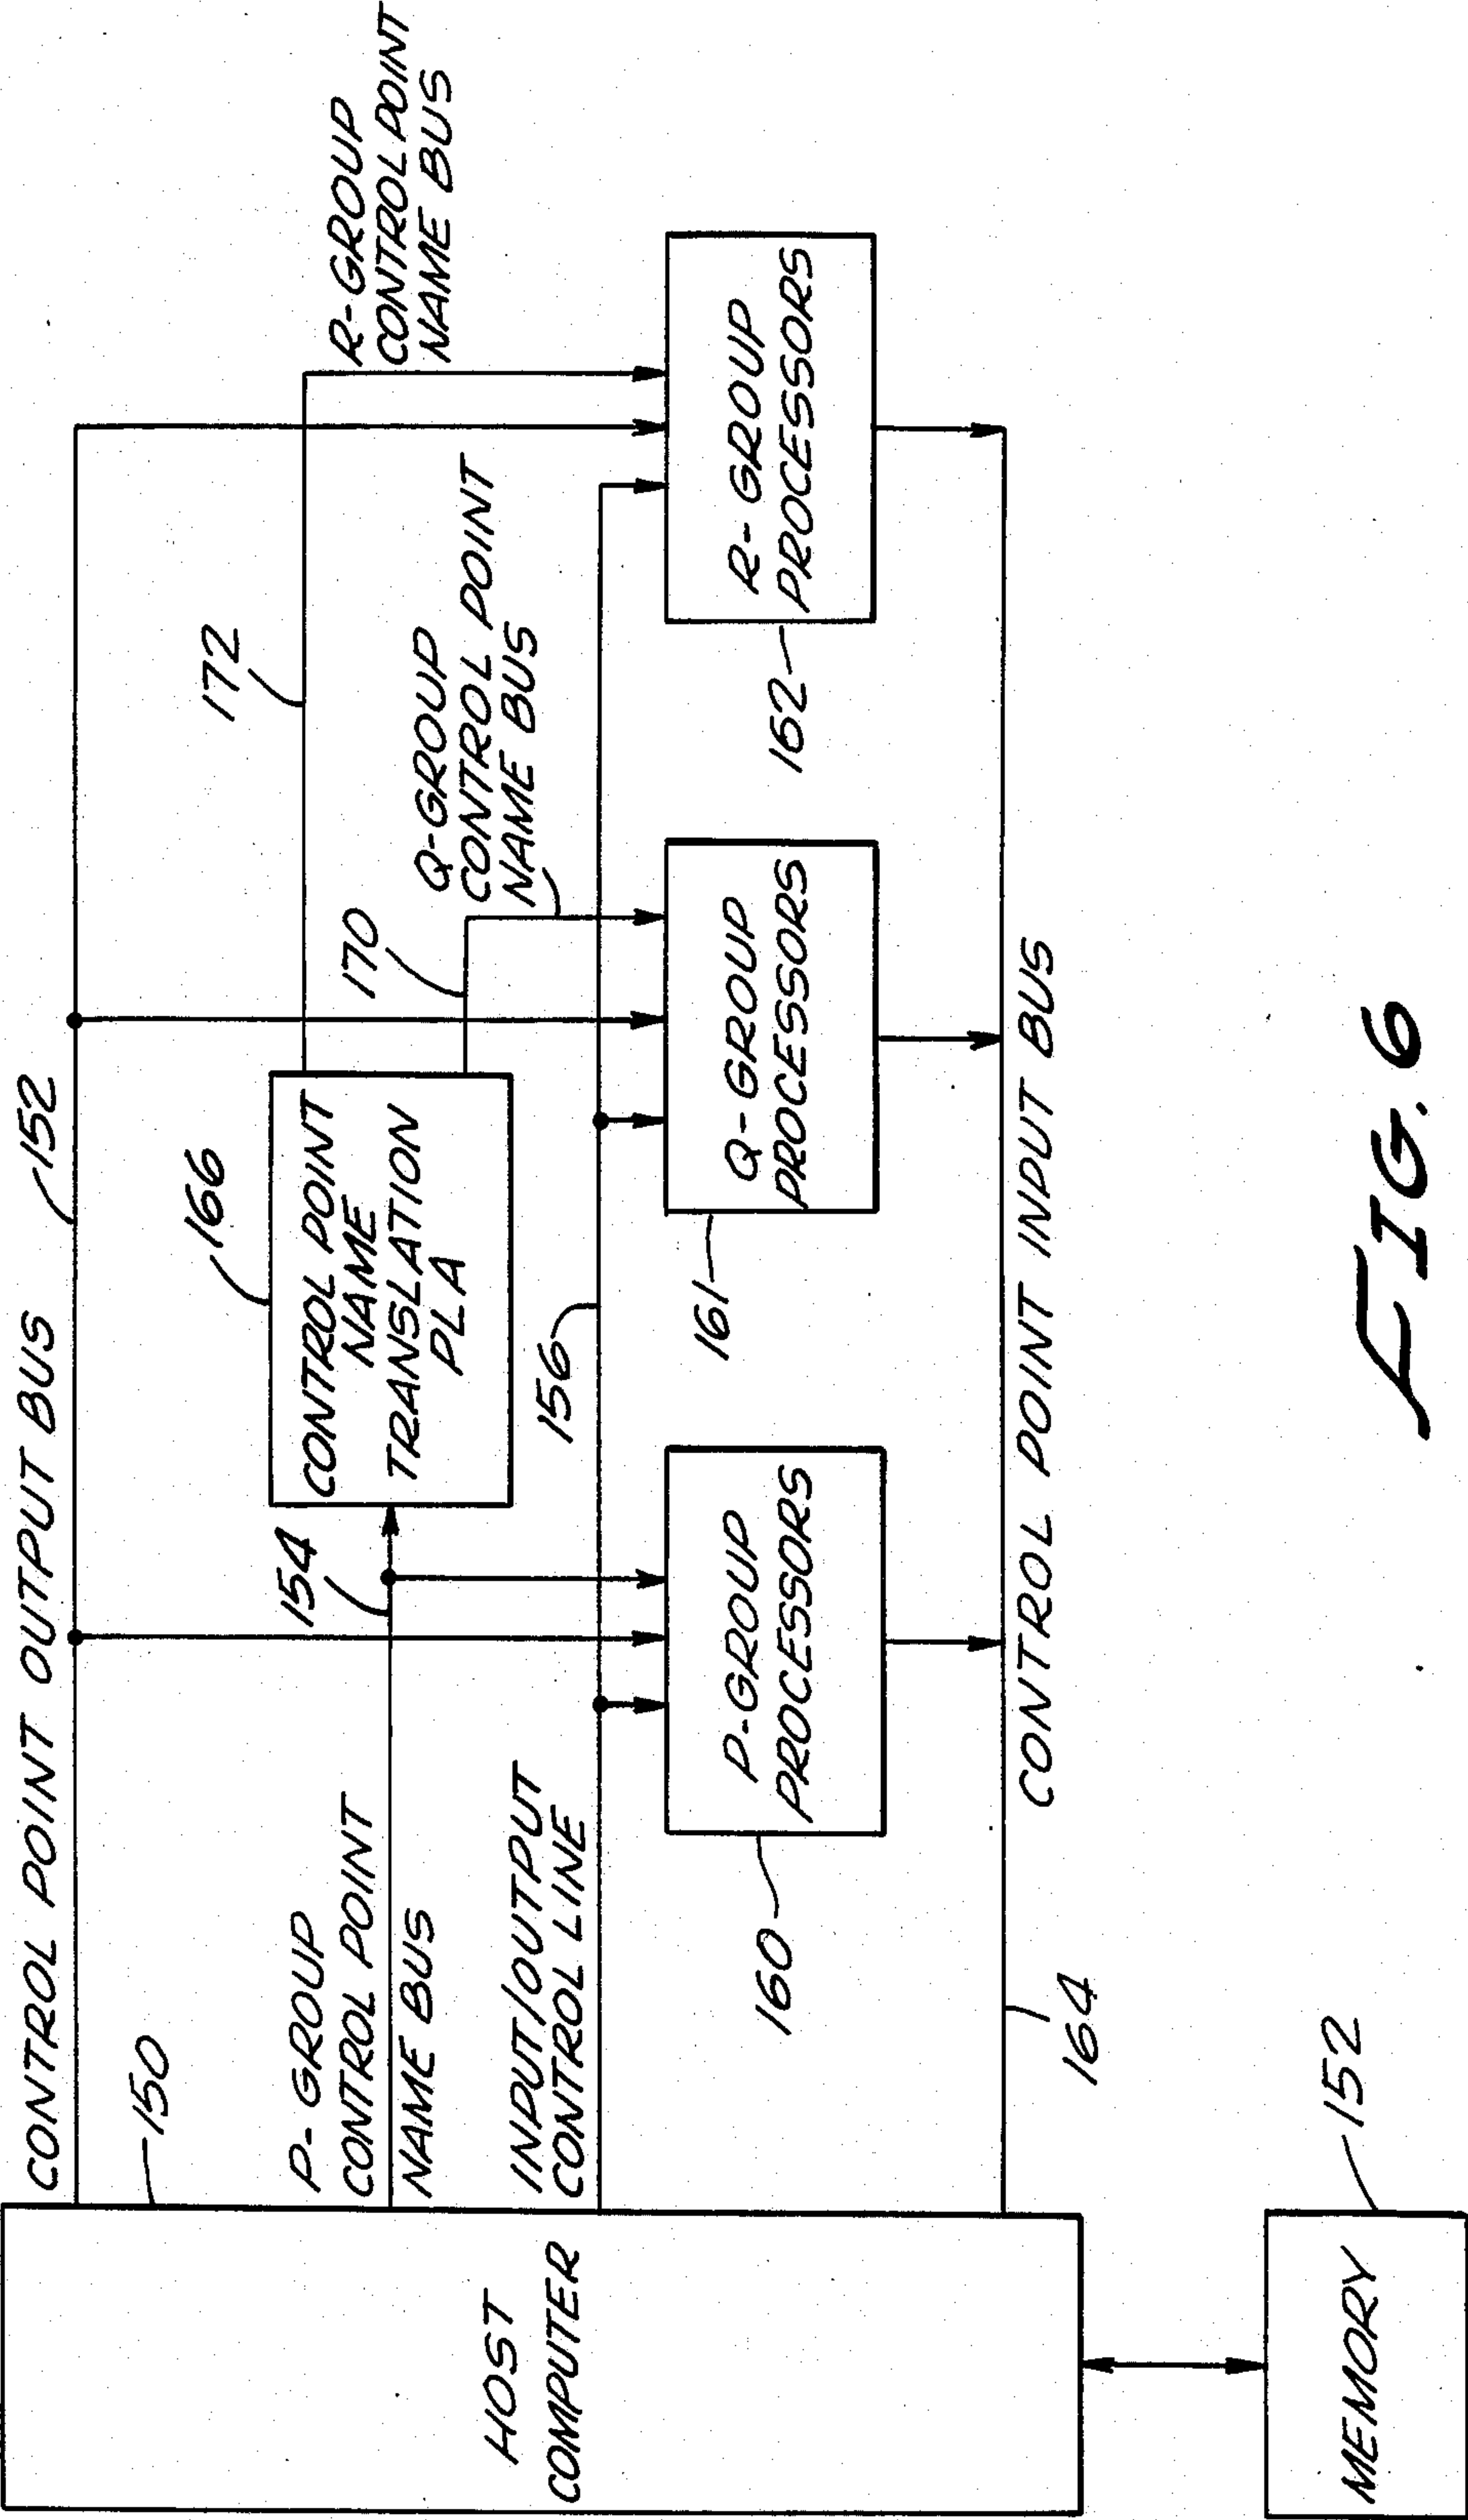 CONTROL POINT OUTPUT BUS
152
150
166
172
R-GROUP
CONTROL POINT
NAME BUS
P-GROUP
CONTROL POINT
NAME BUS
154
CONTROL POINT
NAME
TRANSLATION
PLA
170
Q-GROUP
CONTROL POINT
NAME BUS
INPUT/OUTPUT
CONTROL LINE
156
HOST
COMPUTER
P-GROUP
PROCESSORS
Q-GROUP
PROCESSORS
R-GROUP
PROCESSORS
160
161
162
164
CONTROL POINT INPUT BUS
MEMORY
152
FIG. 6